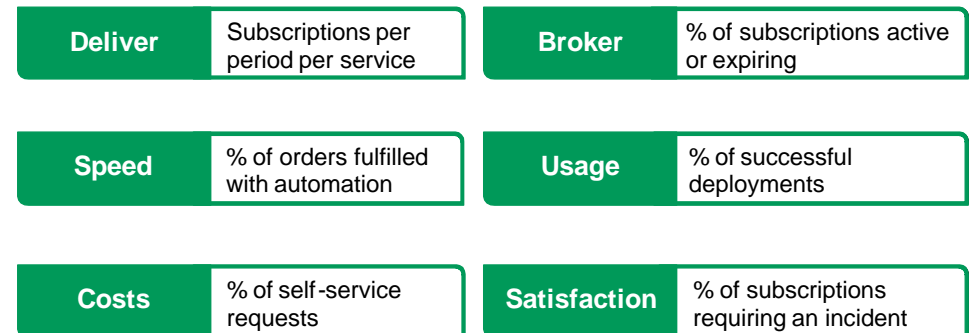 Deliver
Subscriptions per
period per service
Broker
% of subscriptions active
or expiring
Speed
% of orders fulfilled
with automation
Usage
% of successful
deployments
Costs
% of self-service
requests
Satisfaction
% of subscriptions
requiring an incident